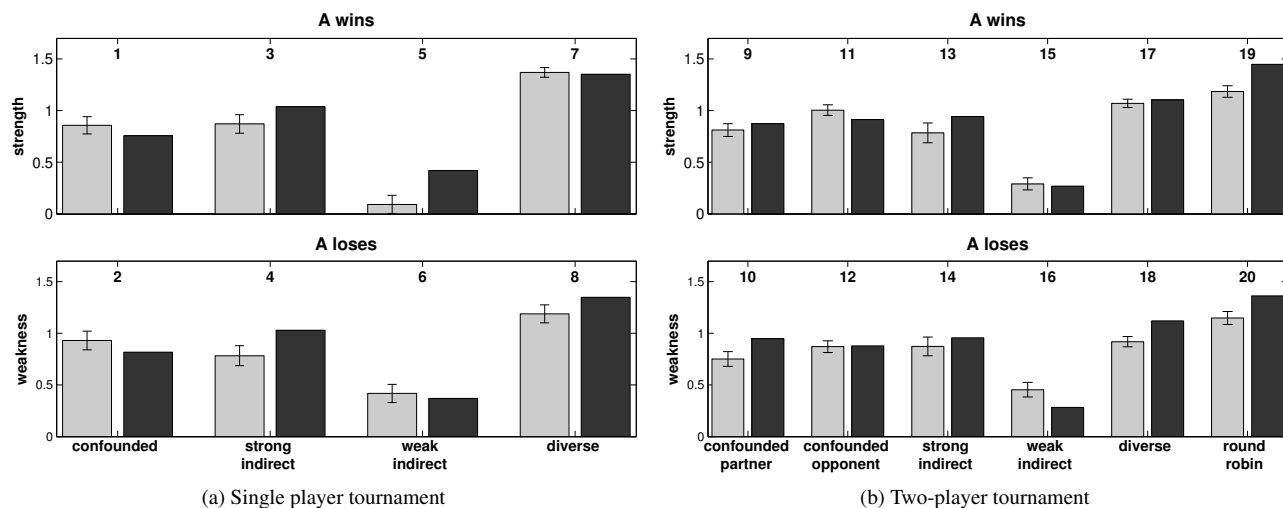 A wins
1 3 5 7
1.5
1
0.5
0
strength
A loses
2 4 6 8
1.5
1
0.5
0
weakness
confounded strong indirect weak indirect diverse
(a) Single player tournament
A wins
9 11 13 15 17 19
1.5
1
0.5
0
strength
A loses
10 12 14 16 18 20
1.5
1
0.5
0
weakness
confounded partner confounded opponent strong indirect weak indirect diverse round robin
(b) Two-player tournament